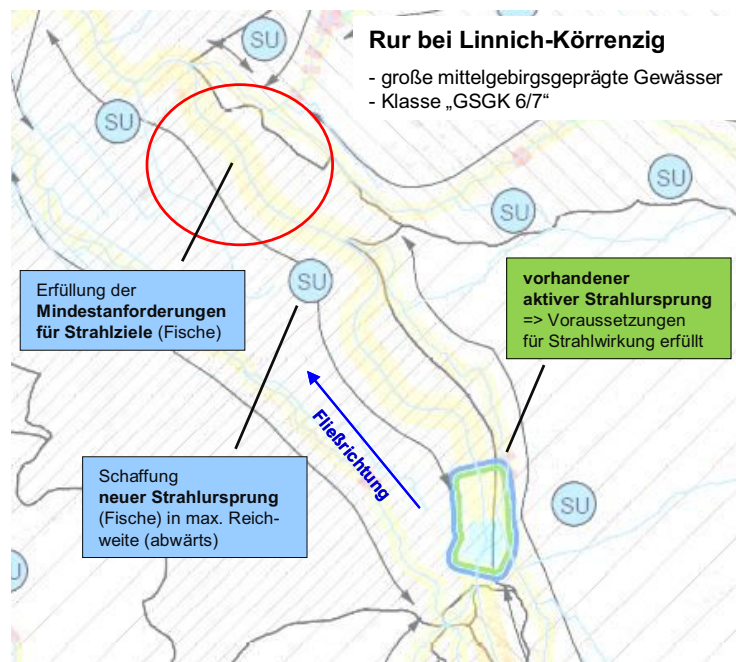 Rur bei Linnich-Körrenzig
- große mittelgebirgsgeprägte Gewässer
- Klasse „GSGK 6/7“
SU
SU
SU
SU
SU
Erfüllung der
Mindestanforderungen
für Strahlziele (Fische)
vorhandener
aktiver Strahlursprung
=> Voraussetzungen
für Strahlwirkung erfüllt
Fließrichtung
Schaffung
neuer Strahlursprung
(Fische) in max. Reich-
weite (abwärts)
SU
SU